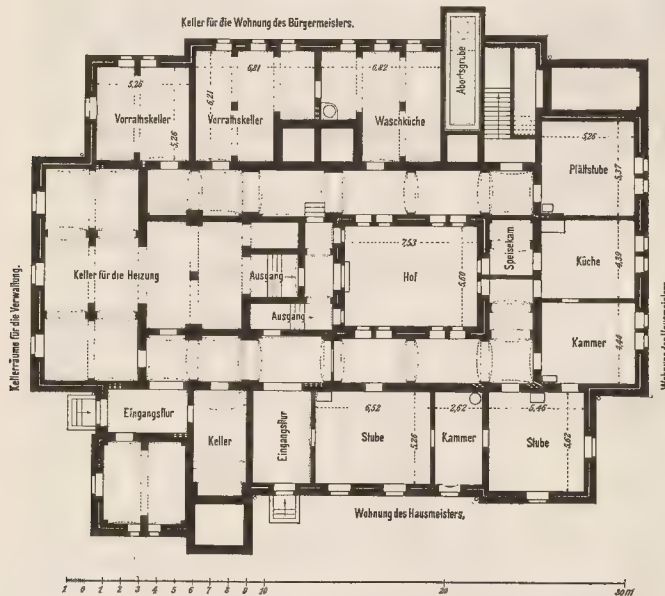 Keller für die Wohnung des Bürgermeisters.
Abortsgrube
5,26
6,21
6,81
6,82
Vorrathskeller
Vorrathskeller
Waschküche
5,26
5,26
Plättstube
5,37
Kellerräume für die Verwaltung.
Keller für die Heizung
Ausgang
Ausgang
7,53
Hof
5,60
Speisekam
Küche
4,39
Kammer
4,44
Eingangsflur
Keller
Eingangsflur
6,52
Stube
5,26
2,62
Kammer
5,46
Stube
5,62
Wohnung des Hausmeisters,
1 0 1 2 3 4 5 6 7 8 9 10 20 30 m